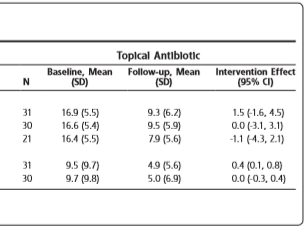 Topical Antibiotic
N Baseline, Mean (SD) Follow-up, Mean (SD) Intervention Effect (95% CI)
31 16.9 (5.5) 9.3 (6.2) 1.5 (-1.6, 4.5)
30 16.6 (5.4) 9.5 (5.9) 0.0 (-3.1, 3.1)
21 16.4 (5.5) 7.9 (5.6) -1.1 (-4.3, 2.1)
31 9.5 (9.7) 4.9 (5.6) 0.4 (0.1, 0.8)
30 9.7 (9.8) 5.0 (6.9) 0.0 (-0.3, 0.4)